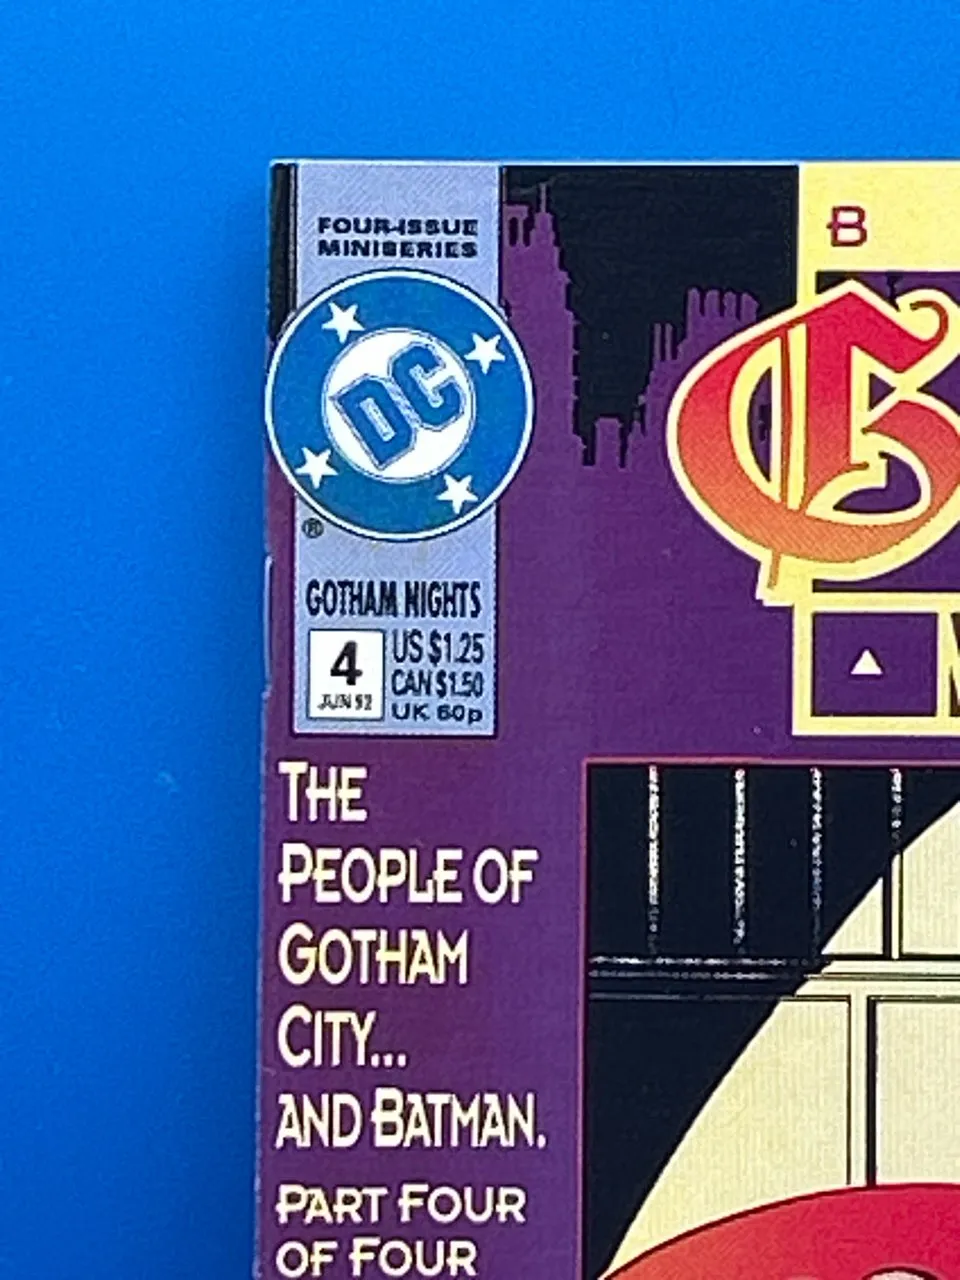 FOUR-ISSUE
MINISERIES
DC
®
GOTHAM NIGHTS
4
JUN 92
US $1.25
CAN $1.50
UK 60p
B
G
THE
PEOPLE OF
GOTHAM
CITY...
AND BATMAN.
PART FOUR
OF FOUR